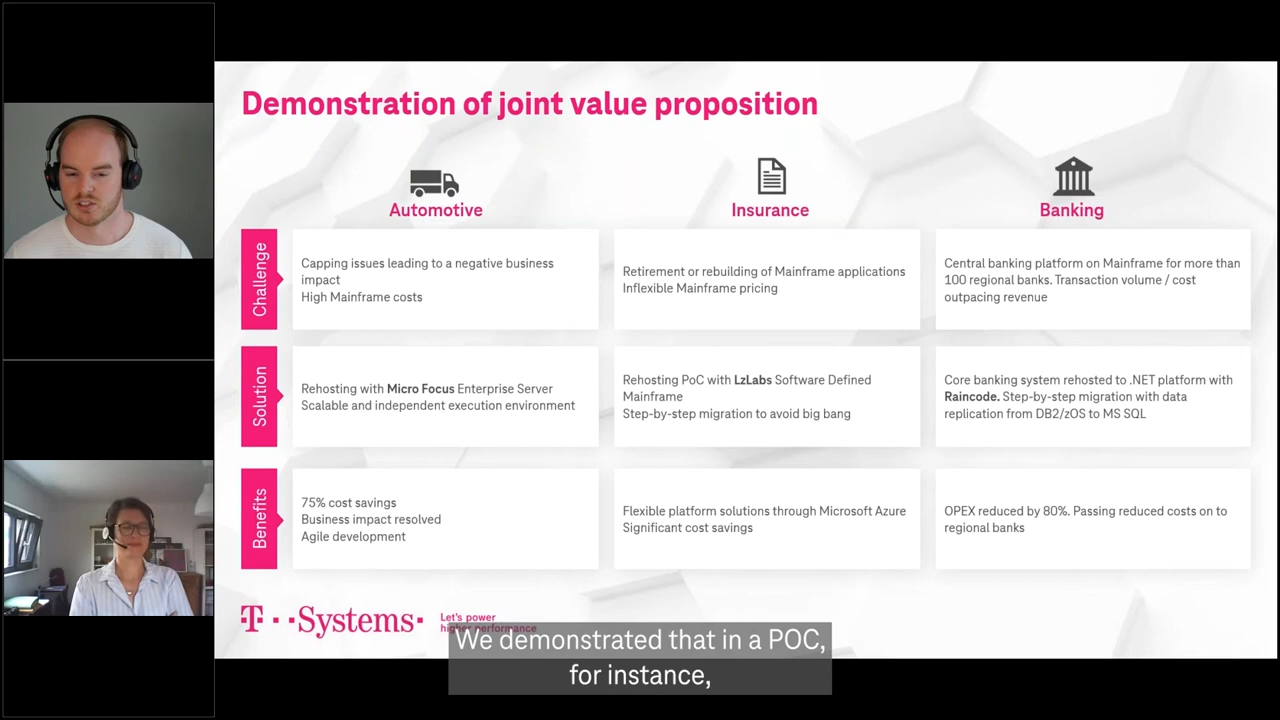 Demonstration of joint value proposition
Automotive
Insurance
Banking
Challenge
Capping issues leading to a negative business
impact
High Mainframe costs
Retirement or rebuilding of Mainframe applications
Inflexible Mainframe pricing
Central banking platform on Mainframe for more than
100 regional banks. Transaction volume / cost
outpacing revenue
Solution
Rehosting with Micro Focus Enterprise Server
Scalable and independent execution environment
Rehosting PoC with LzLabs Software Defined
Mainframe
Step-by-step migration to avoid big bang
Core banking system rehosted to .NET platform with
Raincode. Step-by-step migration with data
replication from DB2/zOS to MS SQL
Benefits
75% cost savings
Business impact resolved
Agile development
Flexible platform solutions through Microsoft Azure
Significant cost savings
OPEX reduced by 80%. Passing reduced costs on to
regional banks
T··Systems·
Let's power
higher performance
We demonstrated that in a POC,
for instance,